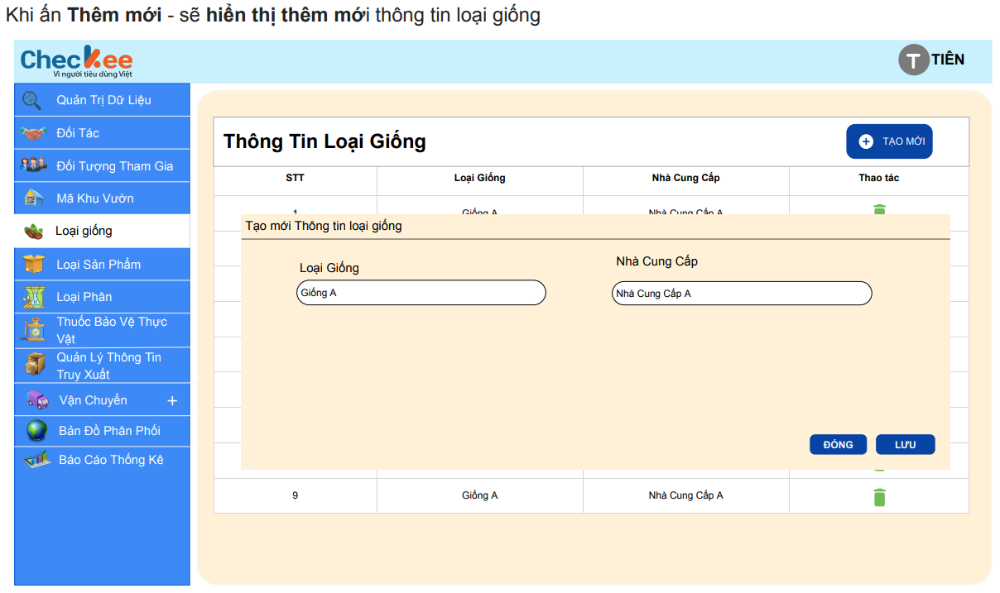 Khi ấn Thêm mới - sẽ hiển thị thêm mới thông tin loại giống
Checkee
Vì người tiêu dùng Việt
T TIÊN
Quản Trị Dữ Liệu
Đối Tác
Đối Tượng Tham Gia
Mã Khu Vườn
Loại giống
Loại Sản Phẩm
Loại Phân
Thuốc Bảo Vệ Thực
Vật
Quản Lý Thông Tin
Truy Xuất
Vận Chuyển +
Bản Đồ Phân Phối
Báo Cáo Thống Kê
Thông Tin Loại Giống
TẠO MỚI
STT Loại Giống Nhà Cung Cấp Thao tác
1 Giống A Nhà Cung Cấp A
Tạo mới Thông tin loại giống
Loại Giống Nhà Cung Cấp
Giống A Nhà Cung Cấp A
ĐÓNG LƯU
9 Giống A Nhà Cung Cấp A